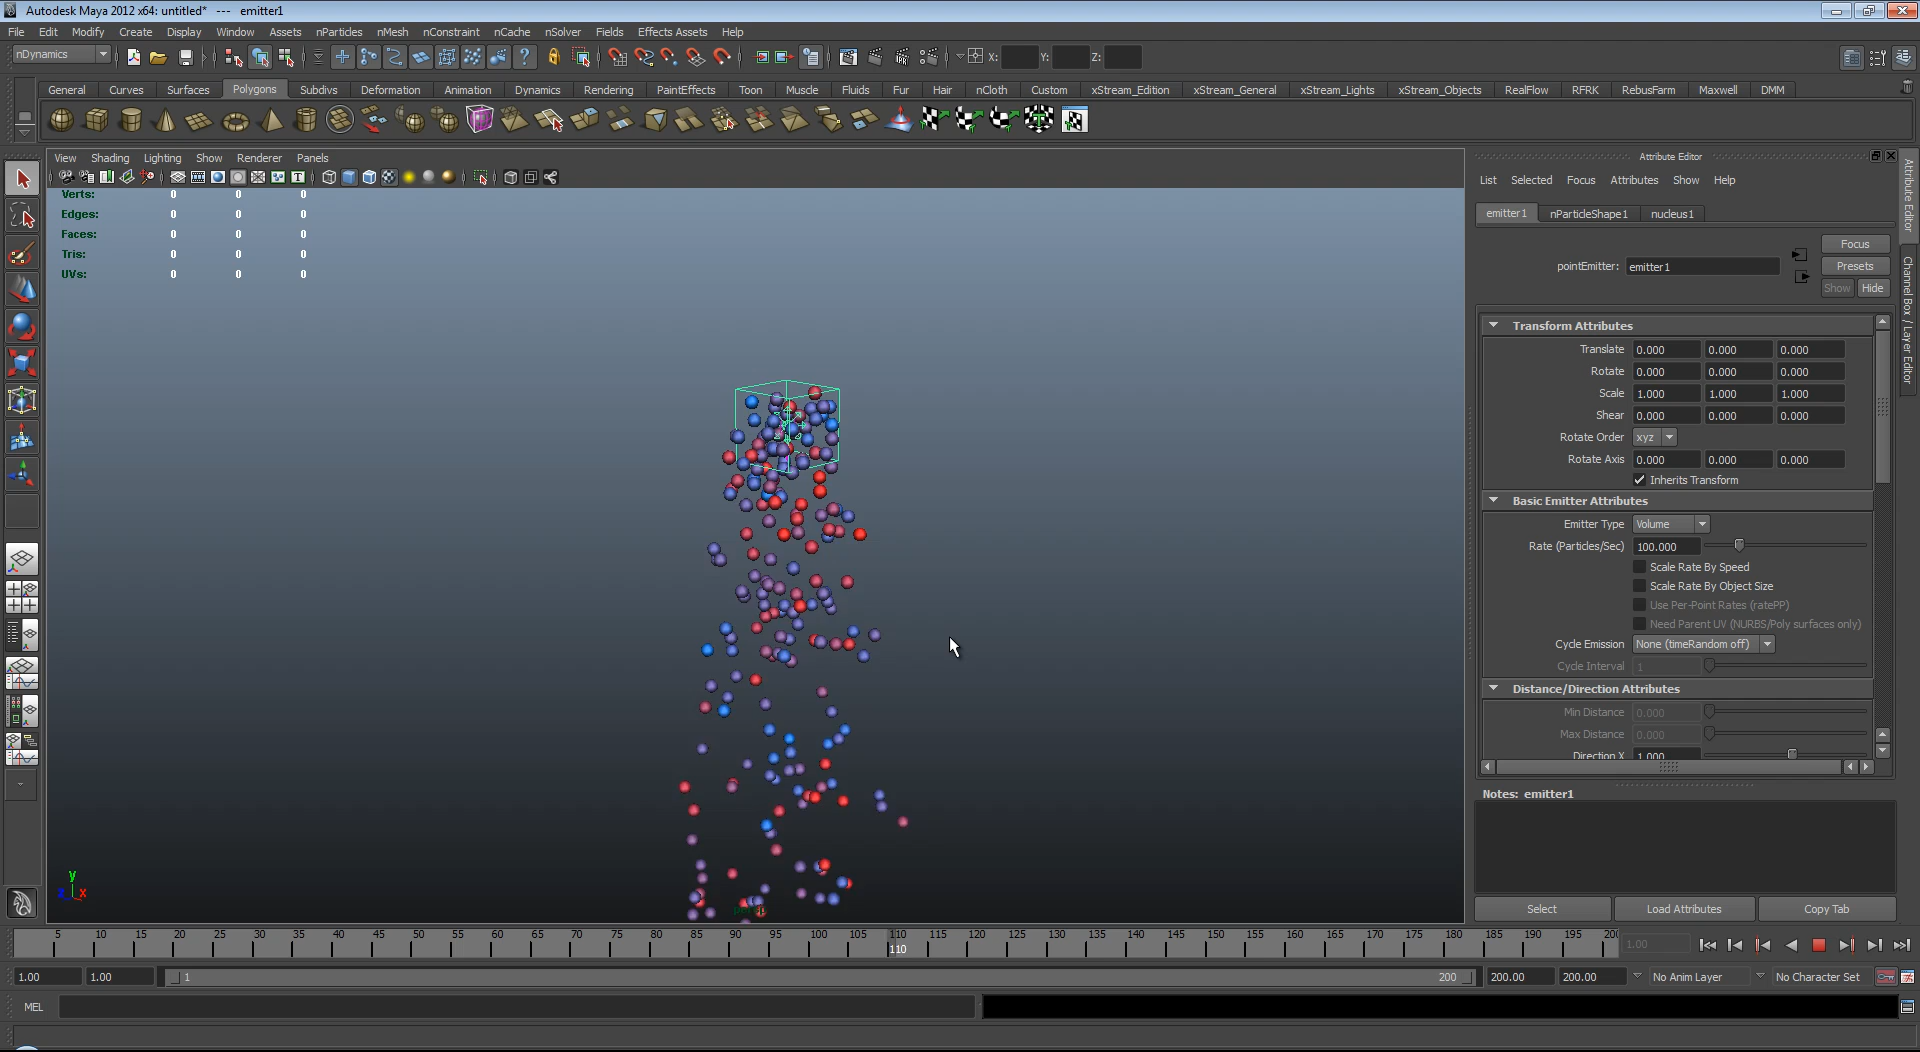 Autodesk Maya 2012 x64: untitled* --- emitter1
File Edit Modify Create Display Window Assets nParticles nMesh nConstraint nCache nSolver Fields Effects Assets Help
nDynamics X: Y: Z:
General Curves Surfaces Polygons Subdivs Deformation Animation Dynamics Rendering PaintEffects Toon Muscle Fluids Fur Hair nCloth Custom xStream_Edition xStream_General xStream_Lights xStream_Objects RealFlow RFRK RebusFarm Maxwell DMM
View Shading Lighting Show Renderer Panels
Verts: 0 0 0
Edges: 0 0 0
Faces: 0 0 0
Tris: 0 0 0
UVs: 0 0 0
y
x
Attribute Editor
List Selected Focus Attributes Show Help
emitter1 nParticleShape1 nucleus1
Focus
pointEmitter: emitter1 Presets
Show Hide
Transform Attributes
Translate 0.000 0.000 0.000
Rotate 0.000 0.000 0.000
Scale 1.000 1.000 1.000
Shear 0.000 0.000 0.000
Rotate Order xyz
Rotate Axis 0.000 0.000 0.000
Inherits Transform
Basic Emitter Attributes
Emitter Type Volume
Rate (Particles/Sec) 100.000
Scale Rate By Speed
Scale Rate By Object Size
Use Per-Point Rates (ratePP)
Need Parent UV (NURBS/Poly surfaces only)
Cycle Emission None (timeRandom off)
Cycle Interval 1
Distance/Direction Attributes
Min Distance 0.000
Max Distance 0.000
Direction X 1.000
Notes: emitter1
Select Load Attributes Copy Tab
Attribute Editor
Channel Box / Layer Editor
5 10 15 20 25 30 35 40 45 50 55 60 65 70 75 80 85 90 95 100 105 110 115 120 125 130 135 140 145 150 155 160 165 170 175 180 185 190 195 200
110
1.00
1.00 1.00 1 200 200.00 200.00 No Anim Layer No Character Set
MEL